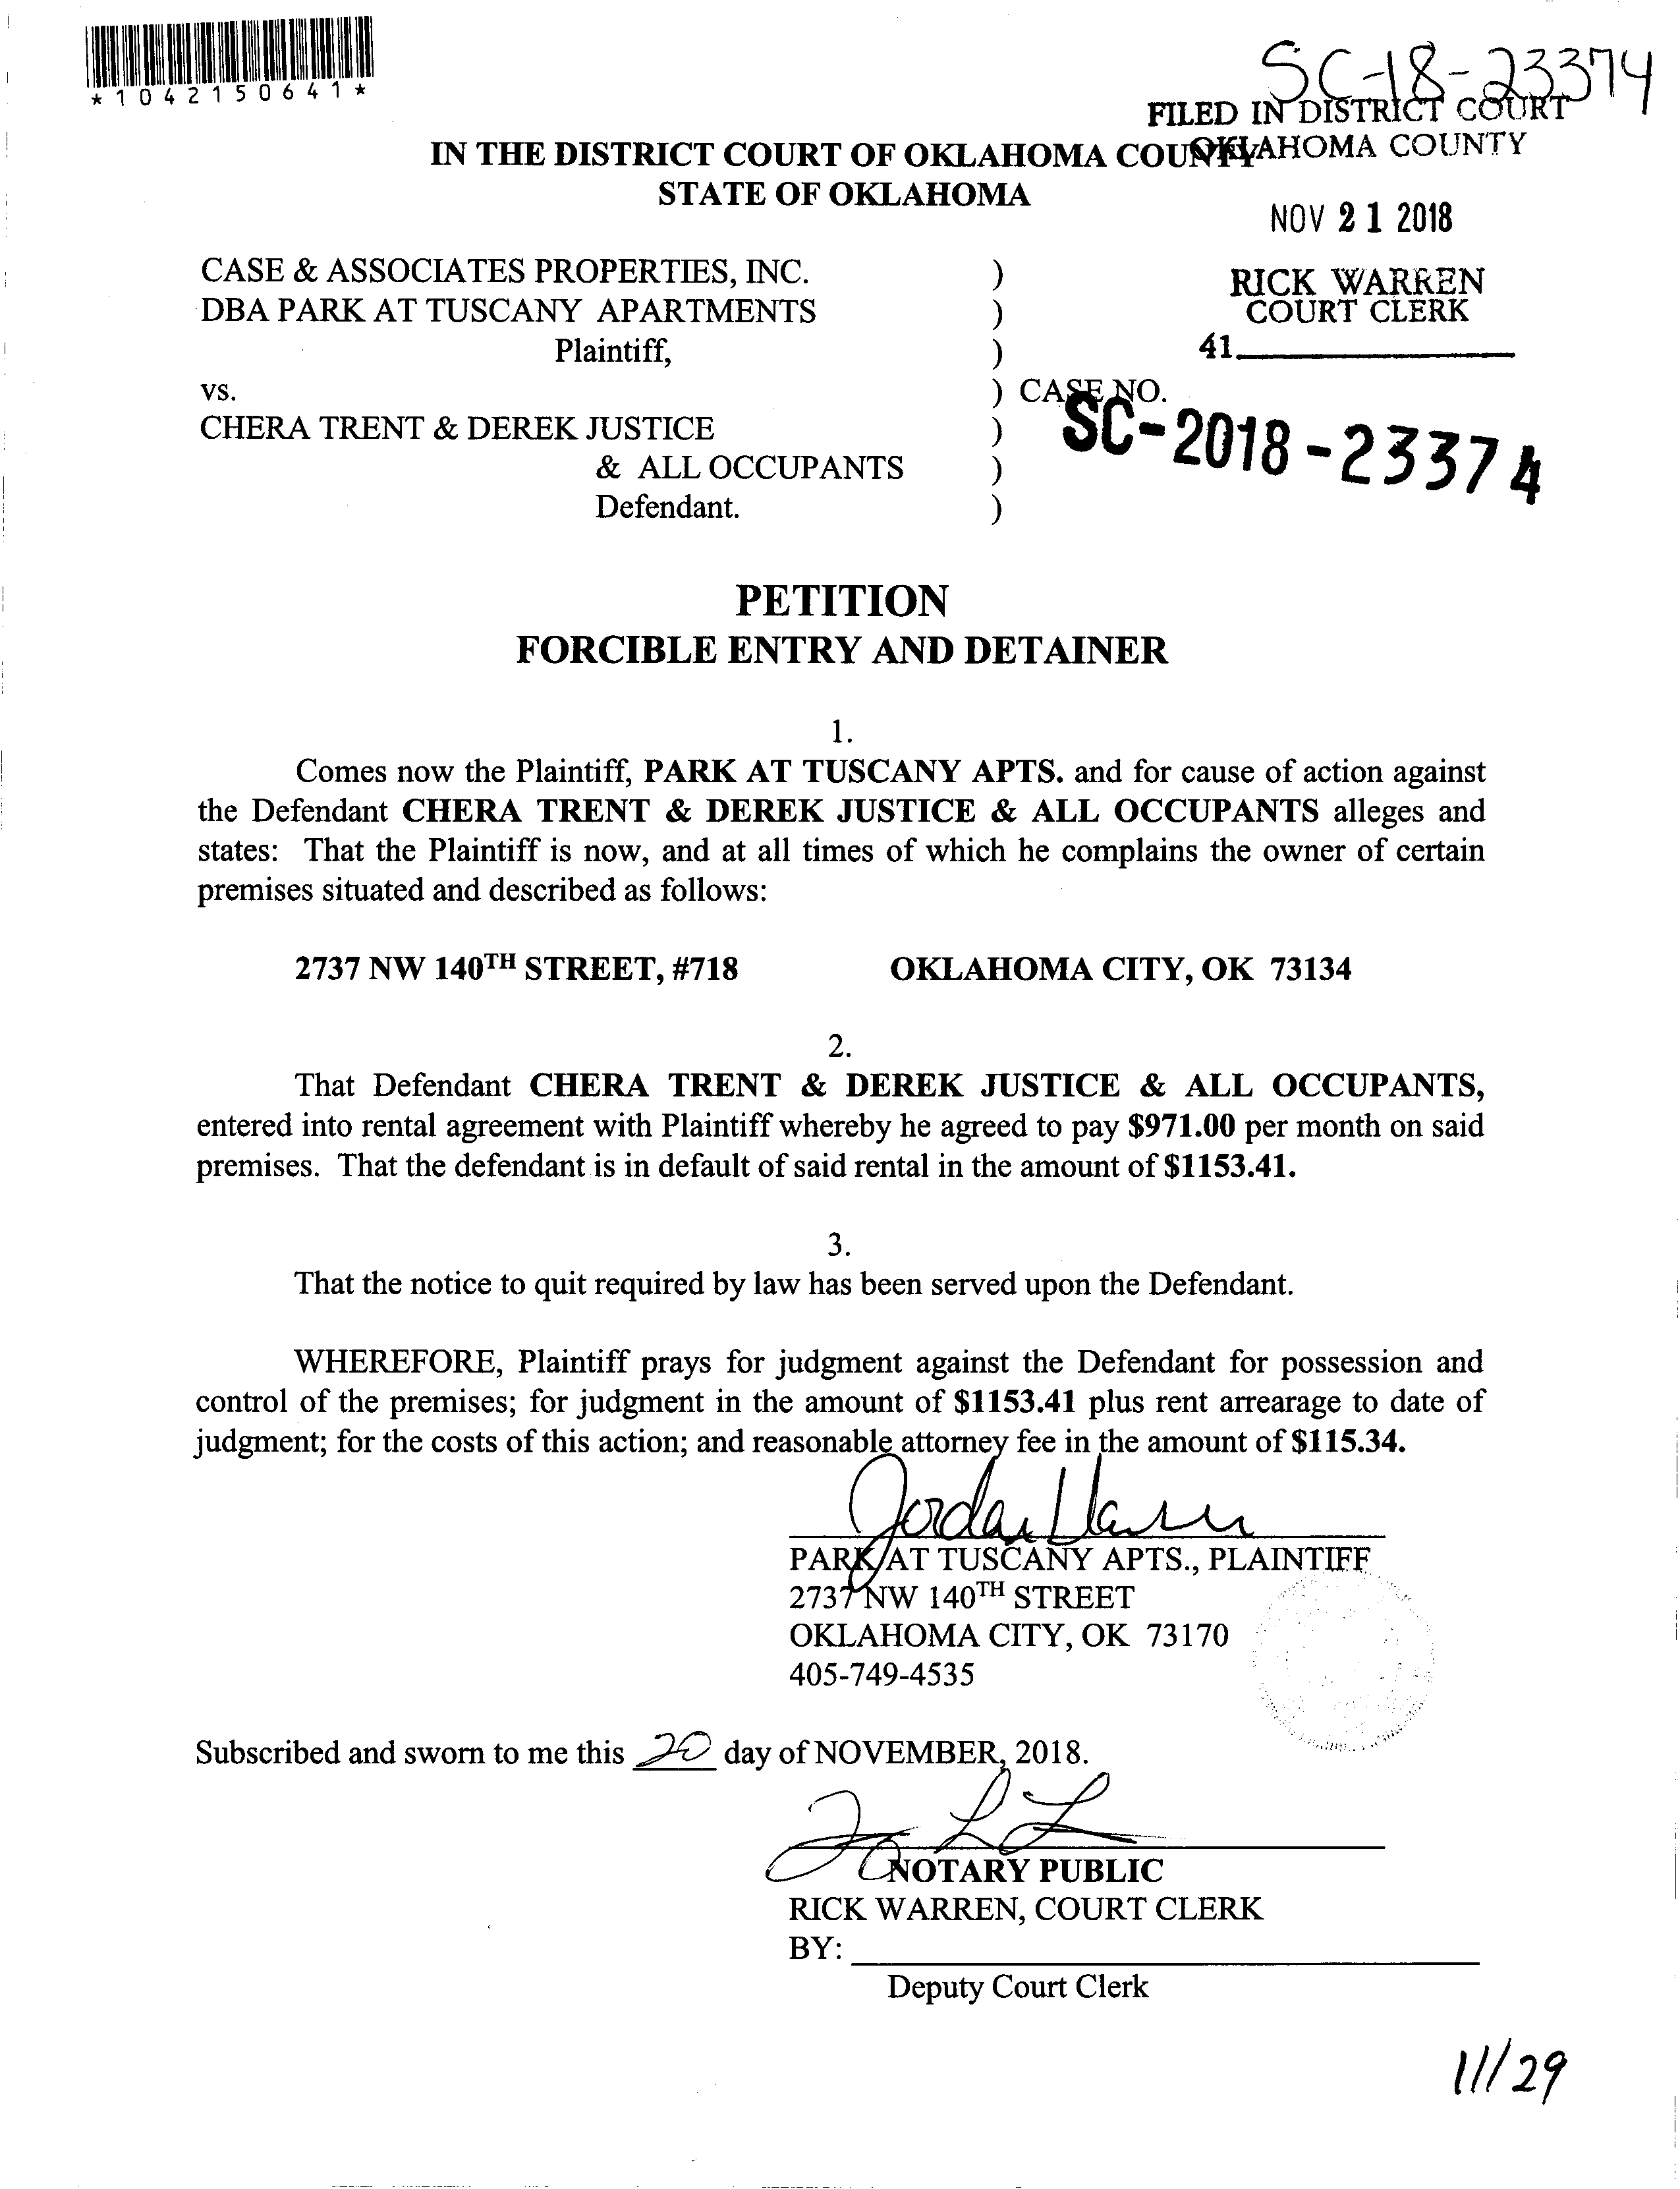 *1042150641*
SC-18-23374
FILED IN DISTRICT COURT
OKLAHOMA COUNTY
IN THE DISTRICT COURT OF OKLAHOMA COUNTY
STATE OF OKLAHOMA
NOV 21 2018
RICK WARREN
COURT CLERK
41
CASE & ASSOCIATES PROPERTIES, INC. )
DBA PARK AT TUSCANY APARTMENTS )
Plaintiff, )
vs. ) CASE NO.
SC-2018-23374
CHERA TRENT & DEREK JUSTICE )
& ALL OCCUPANTS )
Defendant. )
PETITION
FORCIBLE ENTRY AND DETAINER
1.
Comes now the Plaintiff, PARK AT TUSCANY APTS. and for cause of action against
the Defendant CHERA TRENT & DEREK JUSTICE & ALL OCCUPANTS alleges and
states: That the Plaintiff is now, and at all times of which he complains the owner of certain
premises situated and described as follows:
2737 NW 140TH STREET, #718 OKLAHOMA CITY, OK 73134
2.
That Defendant CHERA TRENT & DEREK JUSTICE & ALL OCCUPANTS,
entered into rental agreement with Plaintiff whereby he agreed to pay $971.00 per month on said
premises. That the defendant is in default of said rental in the amount of $1153.41.
3.
That the notice to quit required by law has been served upon the Defendant.
WHEREFORE, Plaintiff prays for judgment against the Defendant for possession and
control of the premises; for judgment in the amount of $1153.41 plus rent arrearage to date of
judgment; for the costs of this action; and reasonable attorney fee in the amount of $115.34.
Jordan
PARK AT TUSCANY APTS., PLAINTIFF
2737 NW 140TH STREET
OKLAHOMA CITY, OK 73170
405-749-4535
Subscribed and sworn to me this 20 day of NOVEMBER, 2018.
NOTARY PUBLIC
RICK WARREN, COURT CLERK
BY:
Deputy Court Clerk
11/29